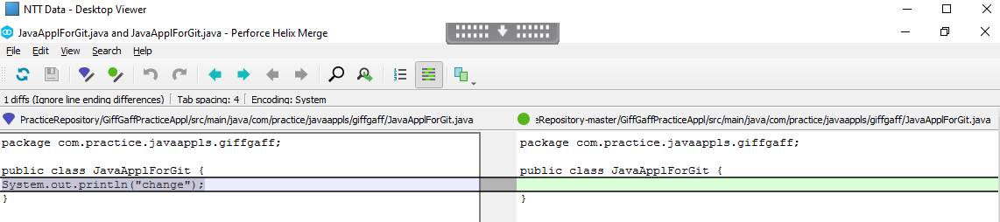 NTT Data - Desktop Viewer
JavaApplForGit.java and JavaApplForGit.java - Perforce Helix Merge
File Edit View Search Help
1 diffs (Ignore line ending differences) Tab spacing: 4 Encoding: System
PracticeRepository/GiffGaffPracticeAppl/src/main/java/com/practice/javaappls/giffgaff/JavaApplForGit.java
eRepository-master/GiffGaffPracticeAppl/src/main/java/com/practice/javaappls/giffgaff/JavaApplForGit.java
package com.practice.javaappls.giffgaff;
public class JavaApplForGit {
System.out.println("change");
}
package com.practice.javaappls.giffgaff;
public class JavaApplForGit {
}